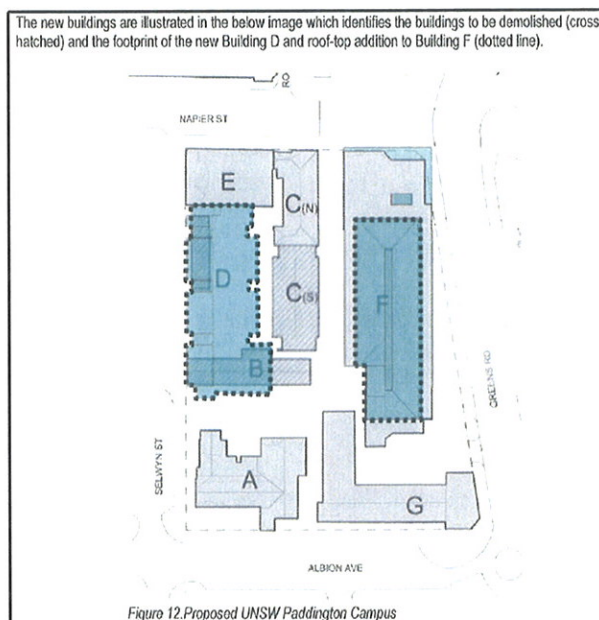 The new buildings are illustrated in the below image which identifies the buildings to be demolished (cross
hatched) and the footprint of the new Building D and roof-top addition to Building F (dotted line).
RD
NAPIER ST
E
C(N)
D
C(S)
F
B
GREENS RD
SELWYN ST
A
G
ALBION AVE
Figure 12.Proposed UNSW Paddington Campus